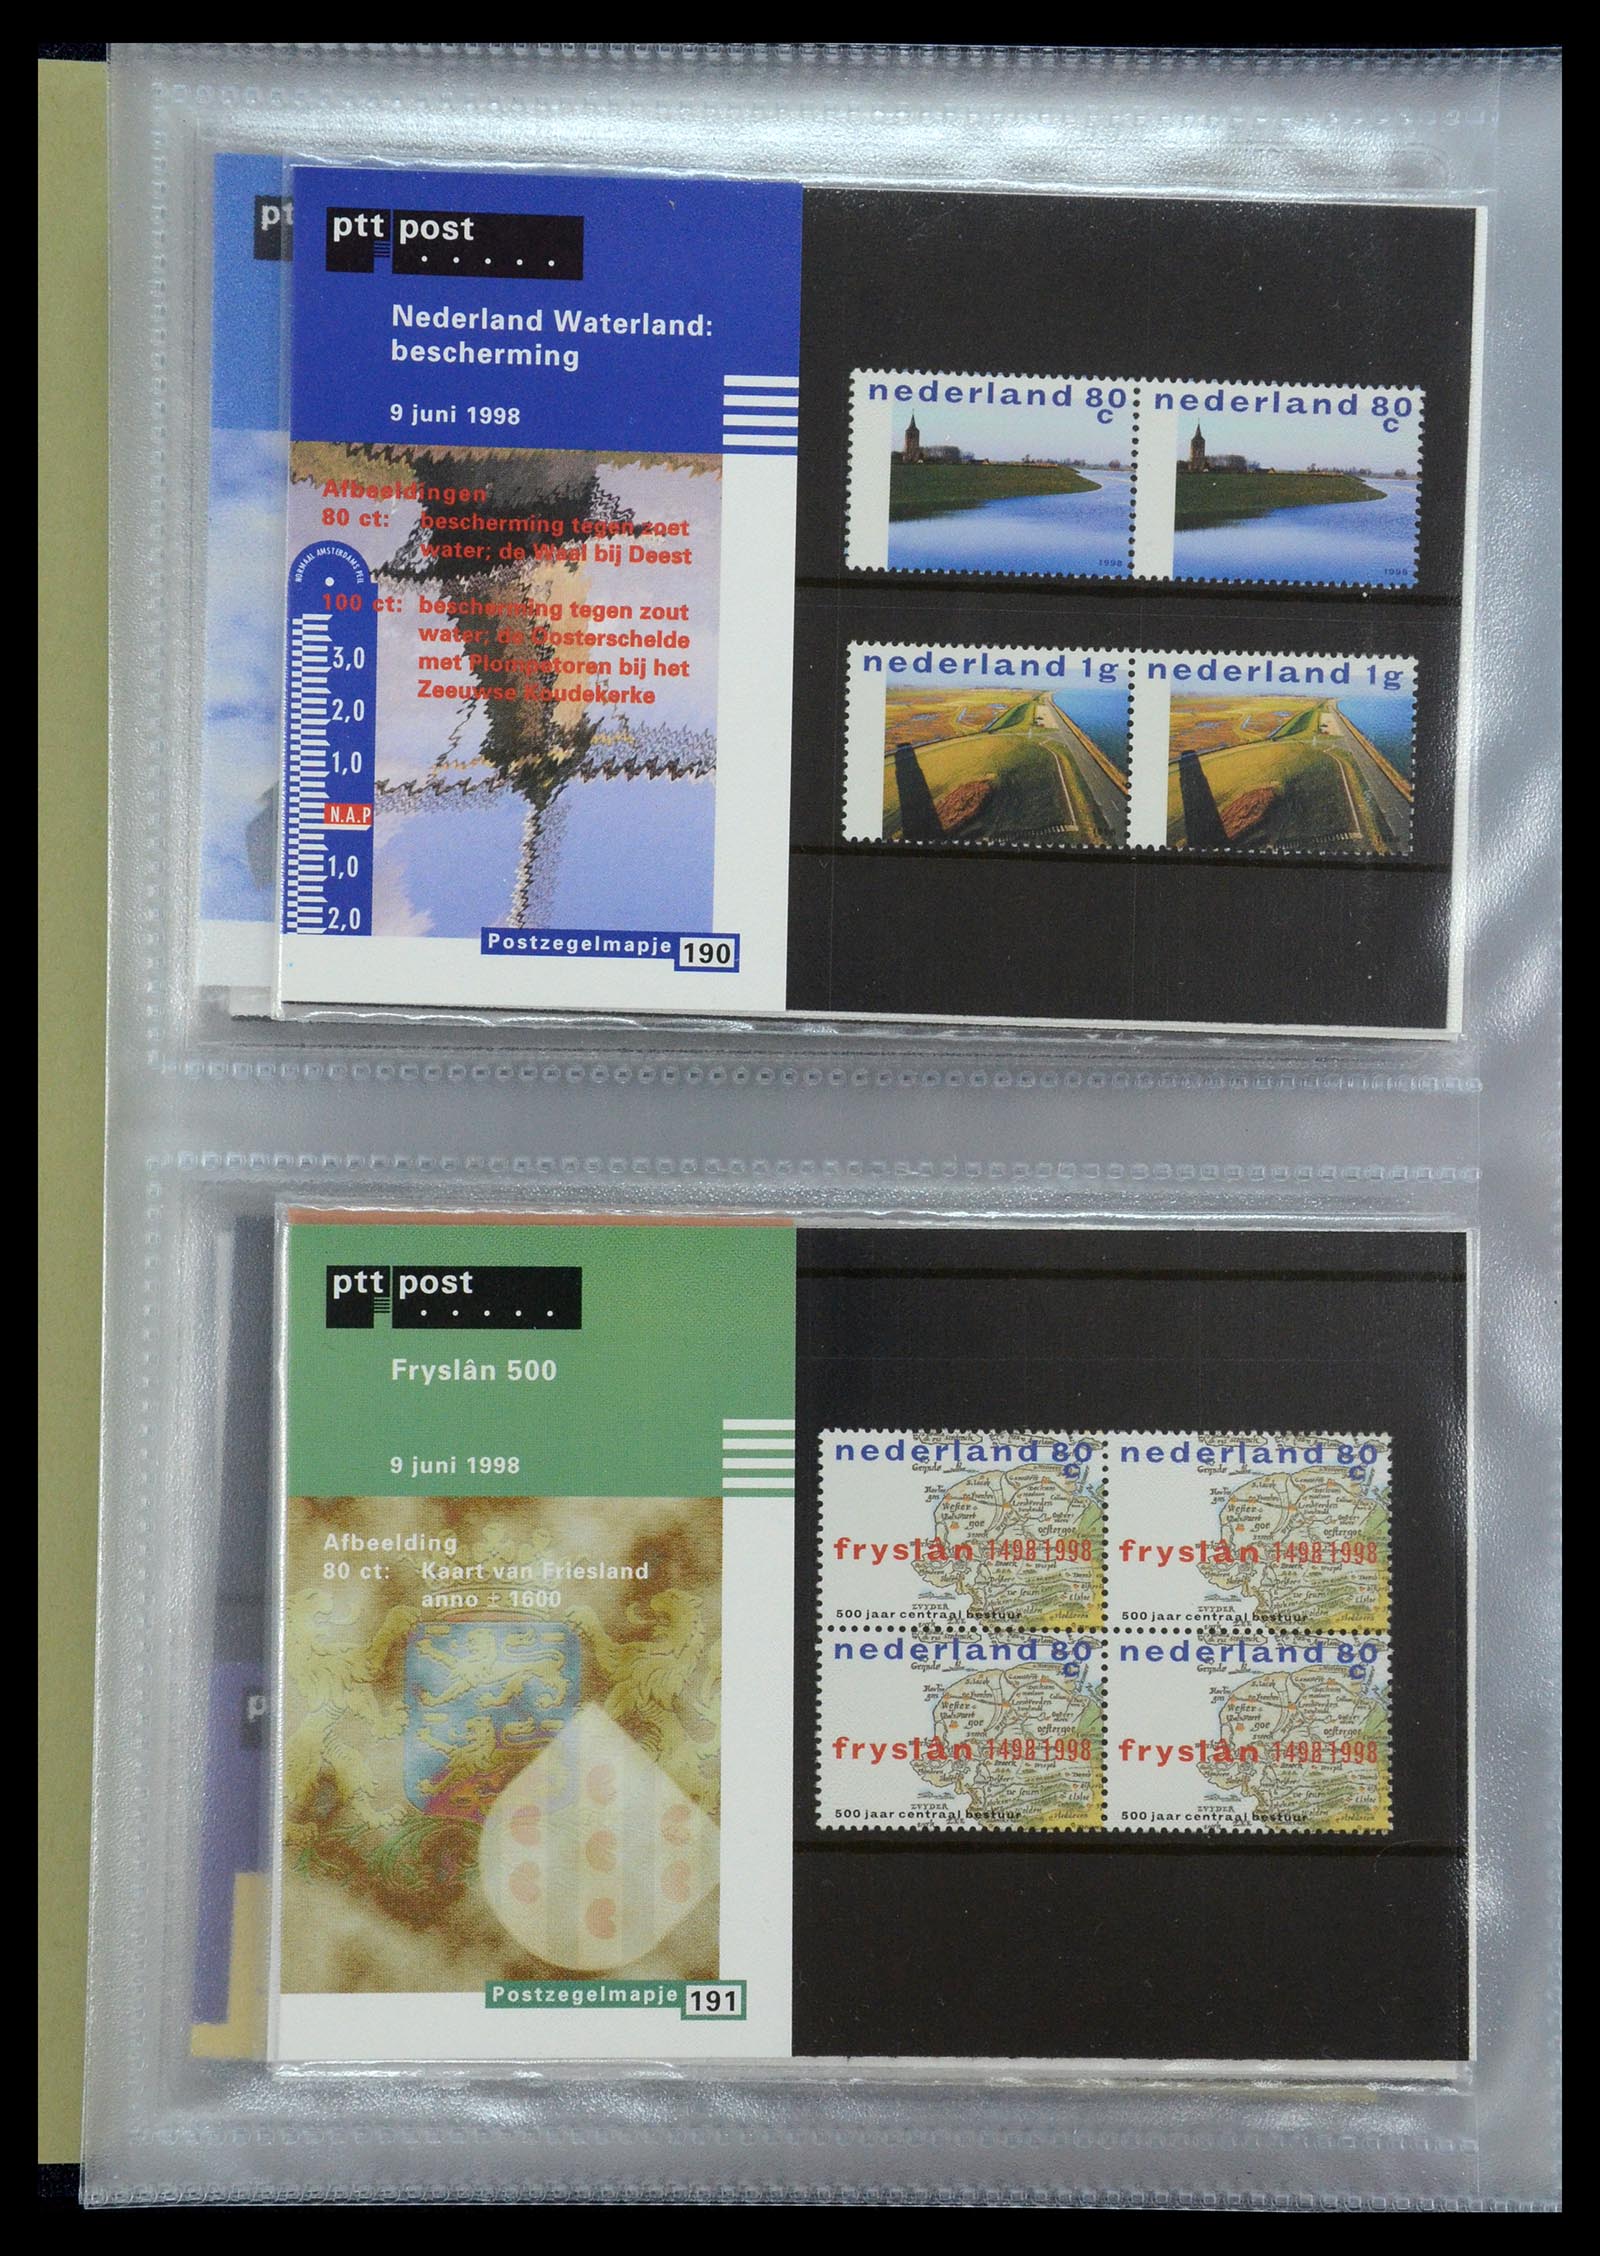 pt
ptt post
Nederland Waterland:
bescherming
9 juni 1998
Afbeeldingen
80 ct: bescherming tegen zoet
water; de Waal bij Deest
100 ct: bescherming tegen zout
water; de Oosterschelde
met Plompetoren bij het
Zeeuwse Koudekerke
NORMAAL AMSTERDAMS PEIL
3,0
2,0
1,0
N.A.P
1,0
2,0
Postzegelmapje 190
nederland 80 c
1998
nederland 80 c
1998
nederland 1g
1998
nederland 1g
ptt post
Fryslân 500
9 juni 1998
Afbeelding
80 ct: Kaart van Friesland
anno ± 1600
Postzegelmapje 191
p
nederland 80 c
fryslân 1498 1998
500 jaar centraal bestuur
nederland 80 c
fryslân 1498 1998
500 jaar centraal bestuur
nederland 80 c
fryslân 1498 1998
500 jaar centraal bestuur
nederland 80 c
fryslân 1498 1998
500 jaar centraal bestuur